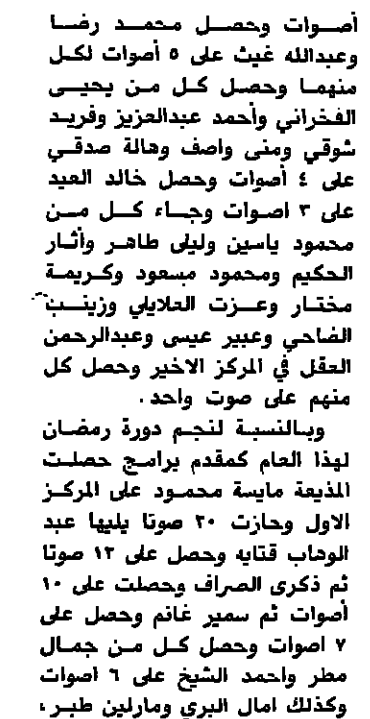 أصوات وحصل محمد رضا
وعبدالله غيث على ٥ أصوات لكل
منهما وحصل كل من يحيى
الفخراني وأحمد عبدالعزيز وفريد
شوقي ومنى واصف وهالة صدقي
على ٤ أصوات وحصل خالد العيد
على ٣ اصوات وجاء كل من
محمود ياسين وليلى طاهر وأثار
الحكيم ومحمود مسعود وكريمة
مختار وعزت العلايلي وزينب
الضاحي وعبير عيسى وعبدالرحمن
العقل في المركز الاخير وحصل كل
منهم على صوت واحد.
وبالنسبة لنجم دورة رمضان
لهذا العام كمقدم برامج حصلت
المذيعة مايسة محمود على المركز
الاول وحازت ٢٠ صوتا يليها عبد
الوهاب قتايه وحصل على ١٢ صوتا
ثم ذكرى الصراف وحصلت على ١٠
أصوات ثم سمير غانم وحصل على
٧ اصوات وحصل كل من جمال
مطر واحمد الشيخ على ٦ اصوات
وكذلك امال البري ومارلين طبر،